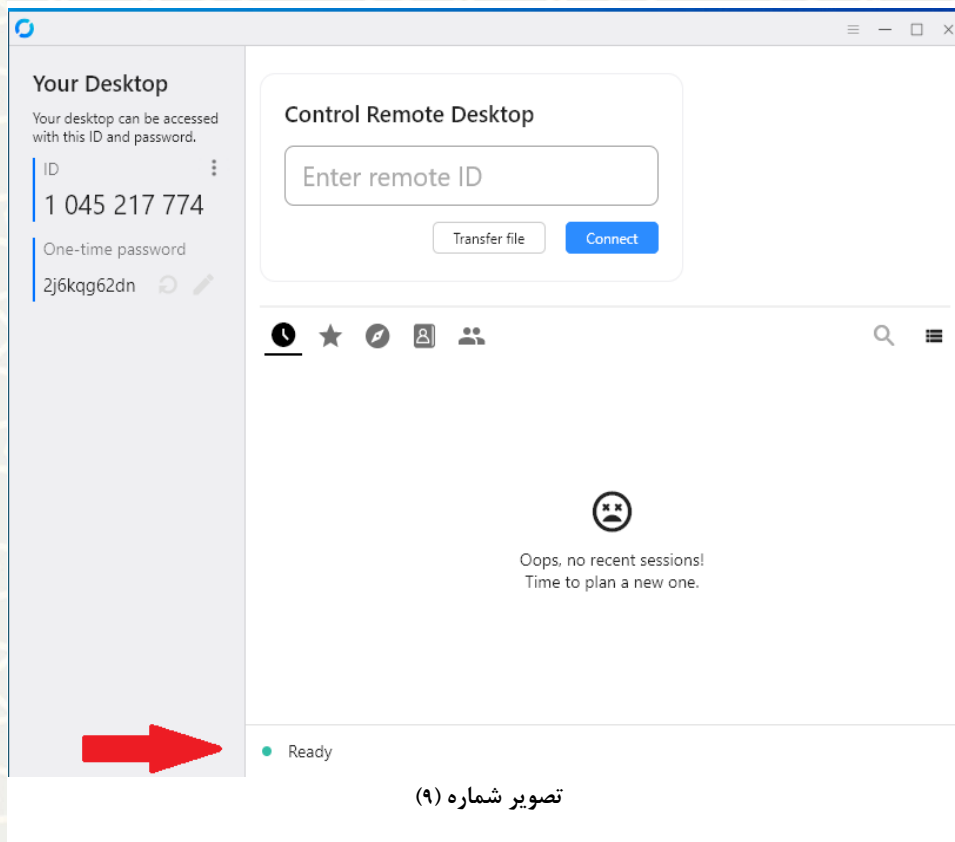 Your Desktop
Your desktop can be accessed
with this ID and password.
ID
1 045 217 774
One-time password
2j6kqg62dn
Control Remote Desktop
Enter remote ID
Transfer file
Connect
Oops, no recent sessions!
Time to plan a new one.
Ready
تصویر شماره (۹)